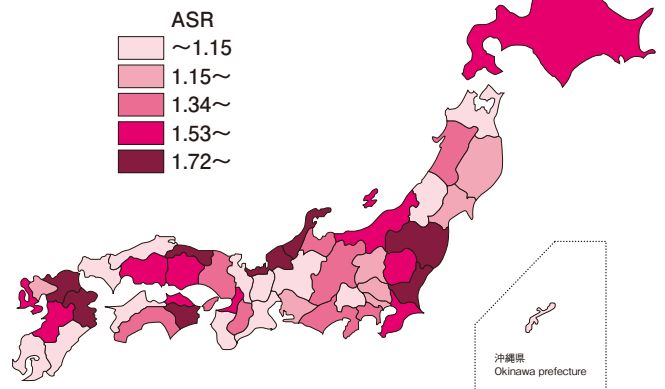 ASR
～1.15
1.15～
1.34～
1.53～
1.72～
沖縄県
Okinawa prefecture